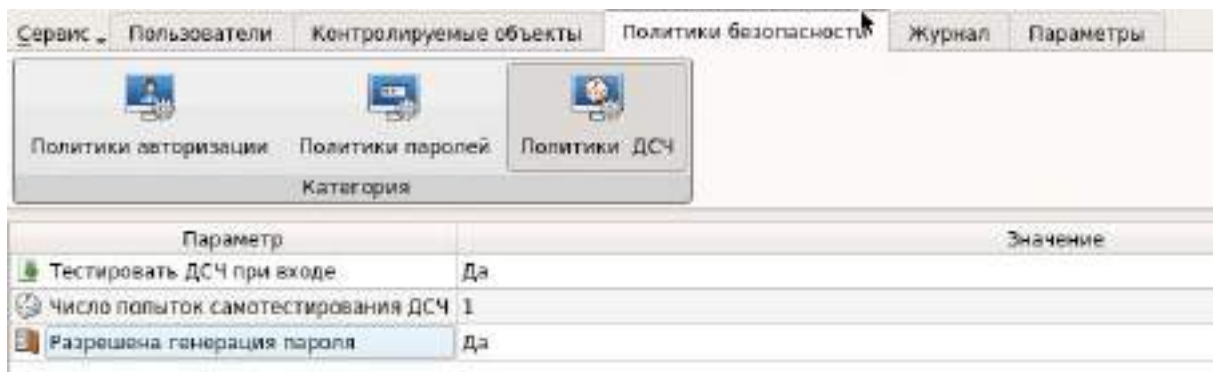 Сервис Пользователи Контролируемые объекты Политики безопасности Журнал Параметры
Политики авторизации Политики паролей Политики ДСЧ
Категория
Параметр Значение
Тестировать ДСЧ при входе Да
Число попыток самотестирования ДСЧ 1
Разрешена генерация пароля Да